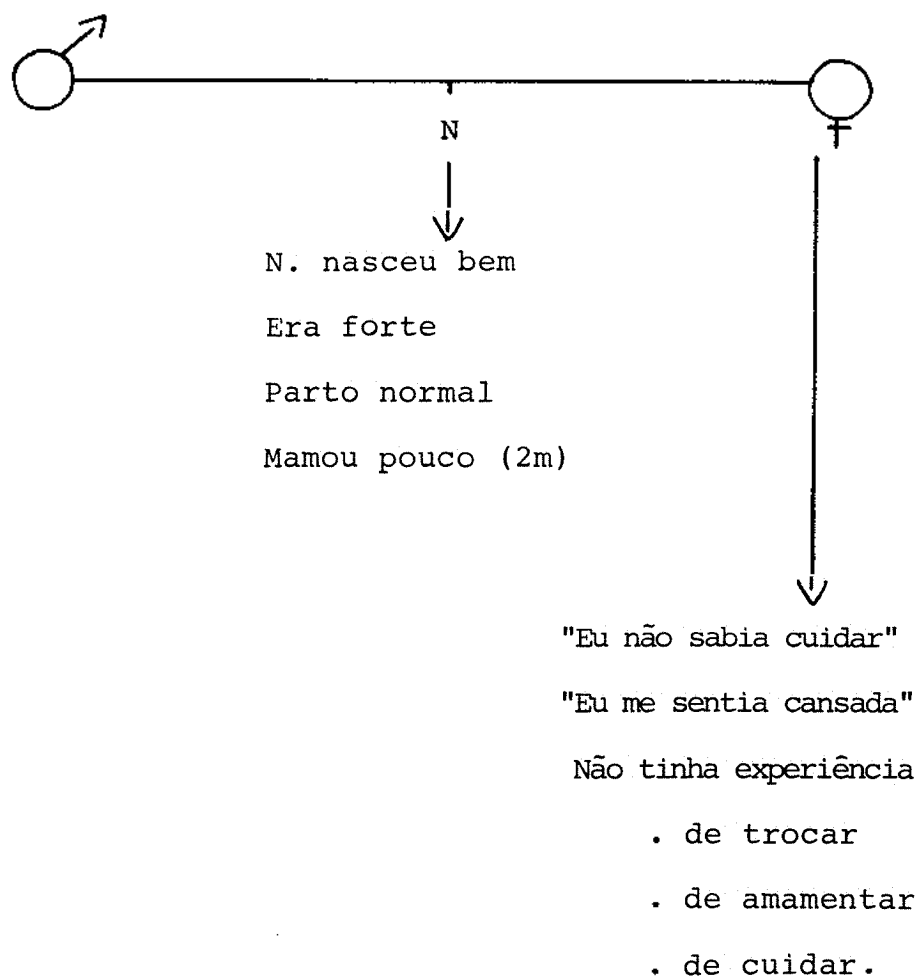 N
N. nasceu bem
Era forte
Parto normal
Mamou pouco (2m)
"Eu não sabia cuidar"
"Eu me sentia cansada"
Não tinha experiência
. de trocar
. de amamentar
. de cuidar.